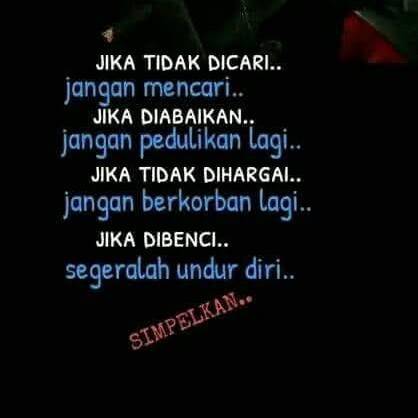 JIKA TIDAK DICARI..
jangan mencari..
JIKA DIABAIKAN..
jangan pedulikan lagi..
JIKA TIDAK DIHARGAI..
jangan berkorban lagi..
JIKA DIBENCI..
segeralah undur diri..
SIMPELKAN..